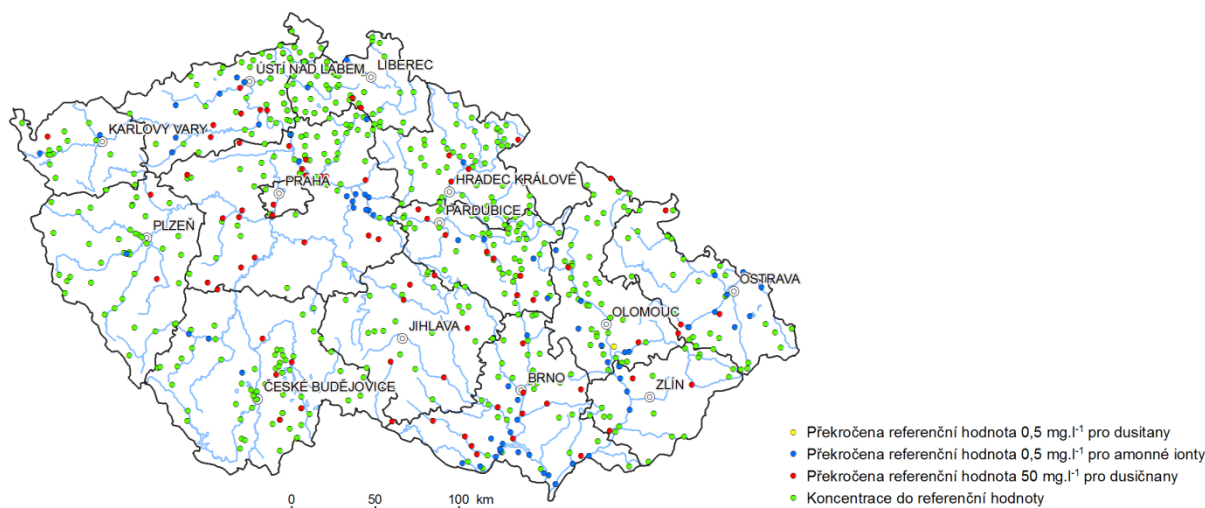 ÚSTÍ NAD LABEM
LIBEREC
KARLOVY VARY
PRAHA
HRADEC KRÁLOVÉ
PARDUBICE
PLZEŇ
OSTRAVA
OLOMOUC
JIHLAVA
ČESKÉ BUDĚJOVICE
BRNO
ZLÍN
Překročena referenční hodnota 0,5 mg.l⁻¹ pro dusitany
Překročena referenční hodnota 0,5 mg.l⁻¹ pro amonné ionty
Překročena referenční hodnota 50 mg.l⁻¹ pro dusičnany
Koncentrace do referenční hodnoty
0 50 100 km